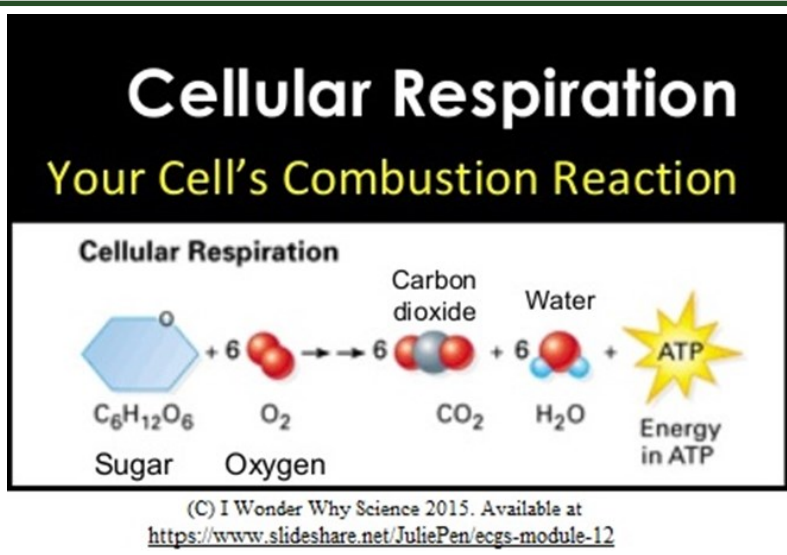 Cellular Respiration
Your Cell's Combustion Reaction
Cellular Respiration
Carbon
dioxide
Water
O
+ 6 → → 6 + 6 + ATP
C₆H₁₂O₆ O₂ CO₂ H₂O
Energy
in ATP
Sugar Oxygen
(C) I Wonder Why Science 2015. Available at
https://www.slideshare.net/JuliePen/ecgs-module-12